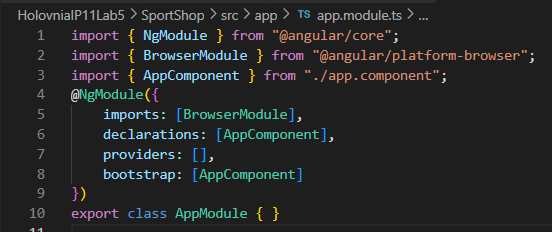 HolovniaIP11Lab5 > SportShop > src > app > TS app.module.ts > ...
1 import { NgModule } from "@angular/core";
2 import { BrowserModule } from "@angular/platform-browser";
3 import { AppComponent } from "./app.component";
4 @NgModule({
5     imports: [BrowserModule],
6     declarations: [AppComponent],
7     providers: [],
8     bootstrap: [AppComponent]
9 })
10 export class AppModule { }
11